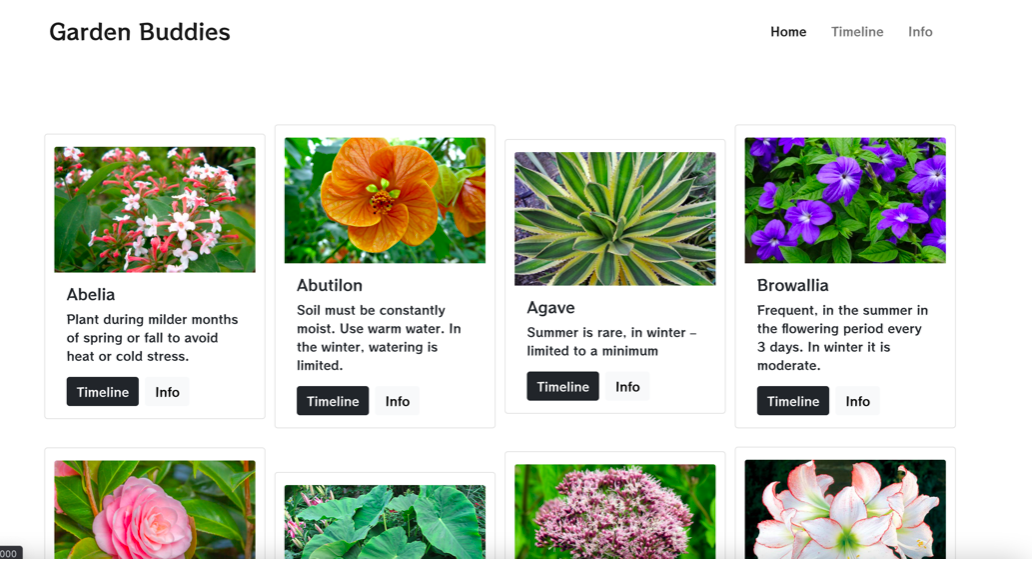 Garden Buddies
Home Timeline Info
Abelia
Plant during milder months
of spring or fall to avoid
heat or cold stress.
Timeline Info
Abutilon
Soil must be constantly
moist. Use warm water. In
the winter, watering is
limited.
Timeline Info
Agave
Summer is rare, in winter –
limited to a minimum
Timeline Info
Browallia
Frequent, in the summer in
the flowering period every
3 days. In winter it is
moderate.
Timeline Info
000